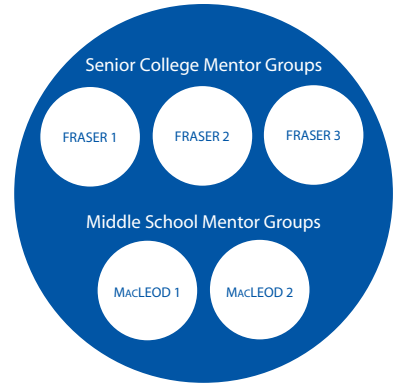 Senior College Mentor Groups
FRASER 1 FRASER 2 FRASER 3
Middle School Mentor Groups
MacLEOD 1 MacLEOD 2